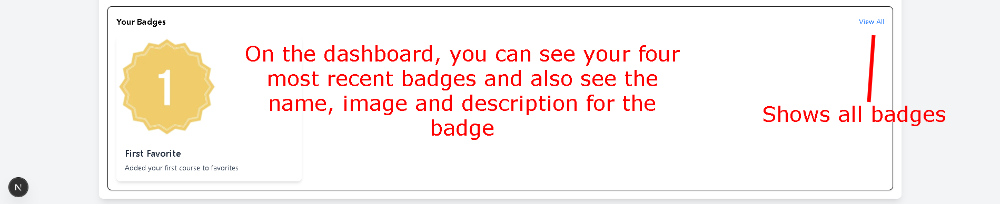 Your Badges
View All
1
On the dashboard, you can see your four
most recent badges and also see the
name, image and description for the
badge
Shows all badges
First Favorite
Added your first course to favorites
N